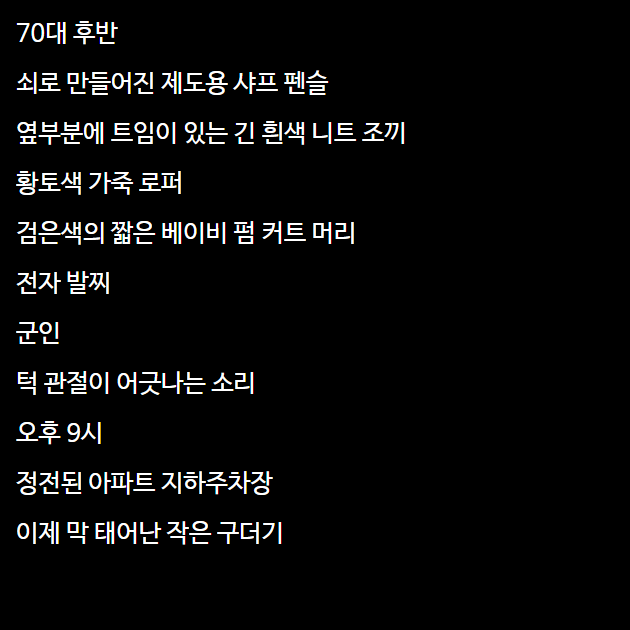 70대 후반
쇠로 만들어진 제도용 샤프 펜슬
옆부분에 트임이 있는 긴 흰색 니트 조끼
황토색 가죽 로퍼
검은색의 짧은 베이비 펌 커트 머리
전자 발찌
군인
턱 관절이 어긋나는 소리
오후 9시
정전된 아파트 지하주차장
이제 막 태어난 작은 구더기